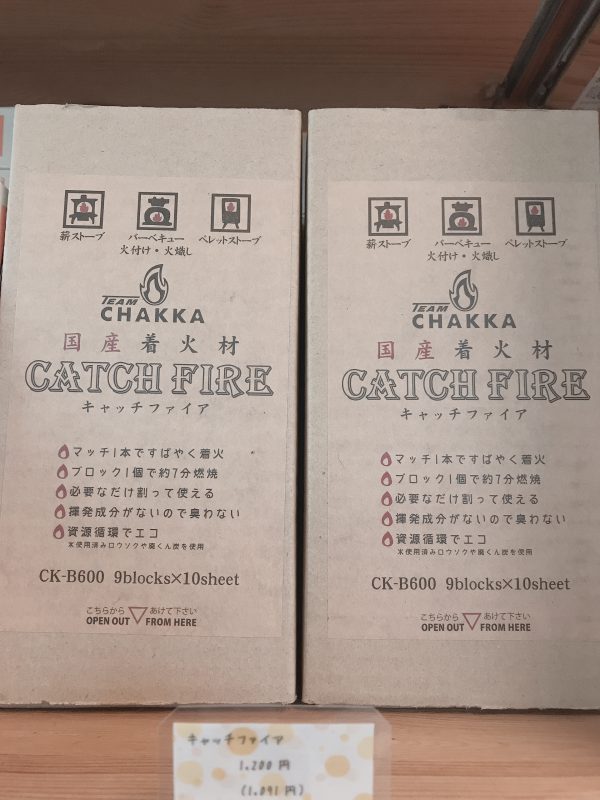 薪ストーブ
バーベキュー
ペレットストーブ
火付け・火熾し
TEAM
CHAKKA
国産着火材
CATCH FIRE
キャッチファイア
マッチ1本ですばやく着火
ブロック1個で約7分燃焼
必要なだけ割って使える
揮発成分がないので臭わない
資源循環でエコ
※使用済みロウソクや廃くん炭を使用
CK-B600 9blocks×10sheet
こちらから あけて下さい
OPEN OUT FROM HERE
薪ストーブ
バーベキュー
ペレットストーブ
火付け・火熾し
TEAM
CHAKKA
国産着火材
CATCH FIRE
キャッチファイア
マッチ1本ですばやく着火
ブロック1個で約7分燃焼
必要なだけ割って使える
揮発成分がないので臭わない
資源循環でエコ
※使用済みロウソクや廃くん炭を使用
CK-B600 9blocks×10sheet
こちらから あけて下さい
OPEN OUT FROM HERE
キャッチファイア
1,200円
(1,091円)